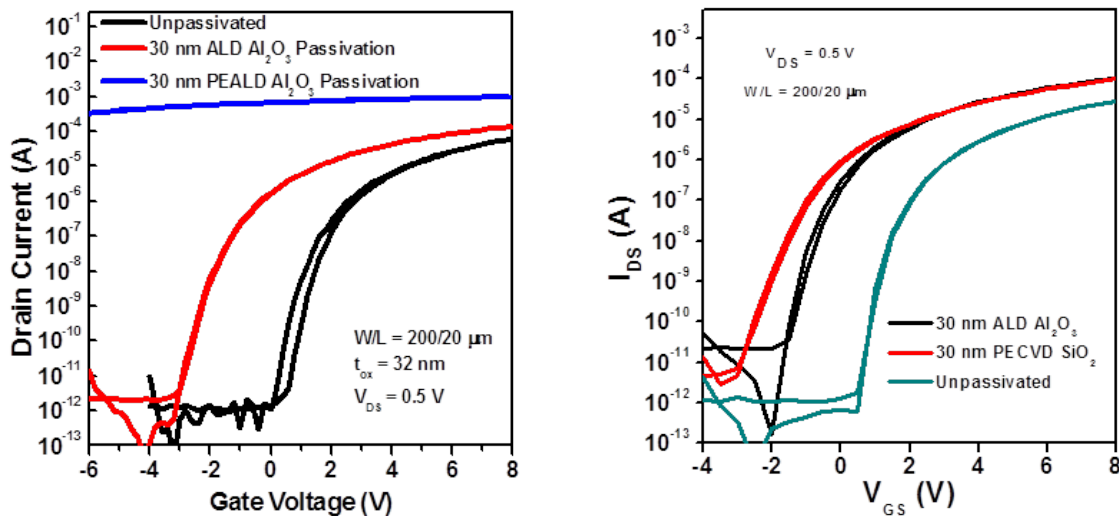 Unpassivated
30 nm ALD Al2O3 Passivation
30 nm PEALD Al2O3 Passivation
Drain Current (A)
10^-1
10^-2
10^-3
10^-4
10^-5
10^-6
10^-7
10^-8
10^-9
10^-10
10^-11
10^-12
10^-13
W/L = 200/20 µm
tox = 32 nm
VDS = 0.5 V
-6 -4 -2 0 2 4 6 8
Gate Voltage (V)
IDS (A)
10^-3
10^-4
10^-5
10^-6
10^-7
10^-8
10^-9
10^-10
10^-11
10^-12
10^-13
VDS = 0.5 V
W/L = 200/20 µm
30 nm ALD Al2O3
30 nm PECVD SiO2
Unpassivated
-4 -2 0 2 4 6 8
VGS (V)